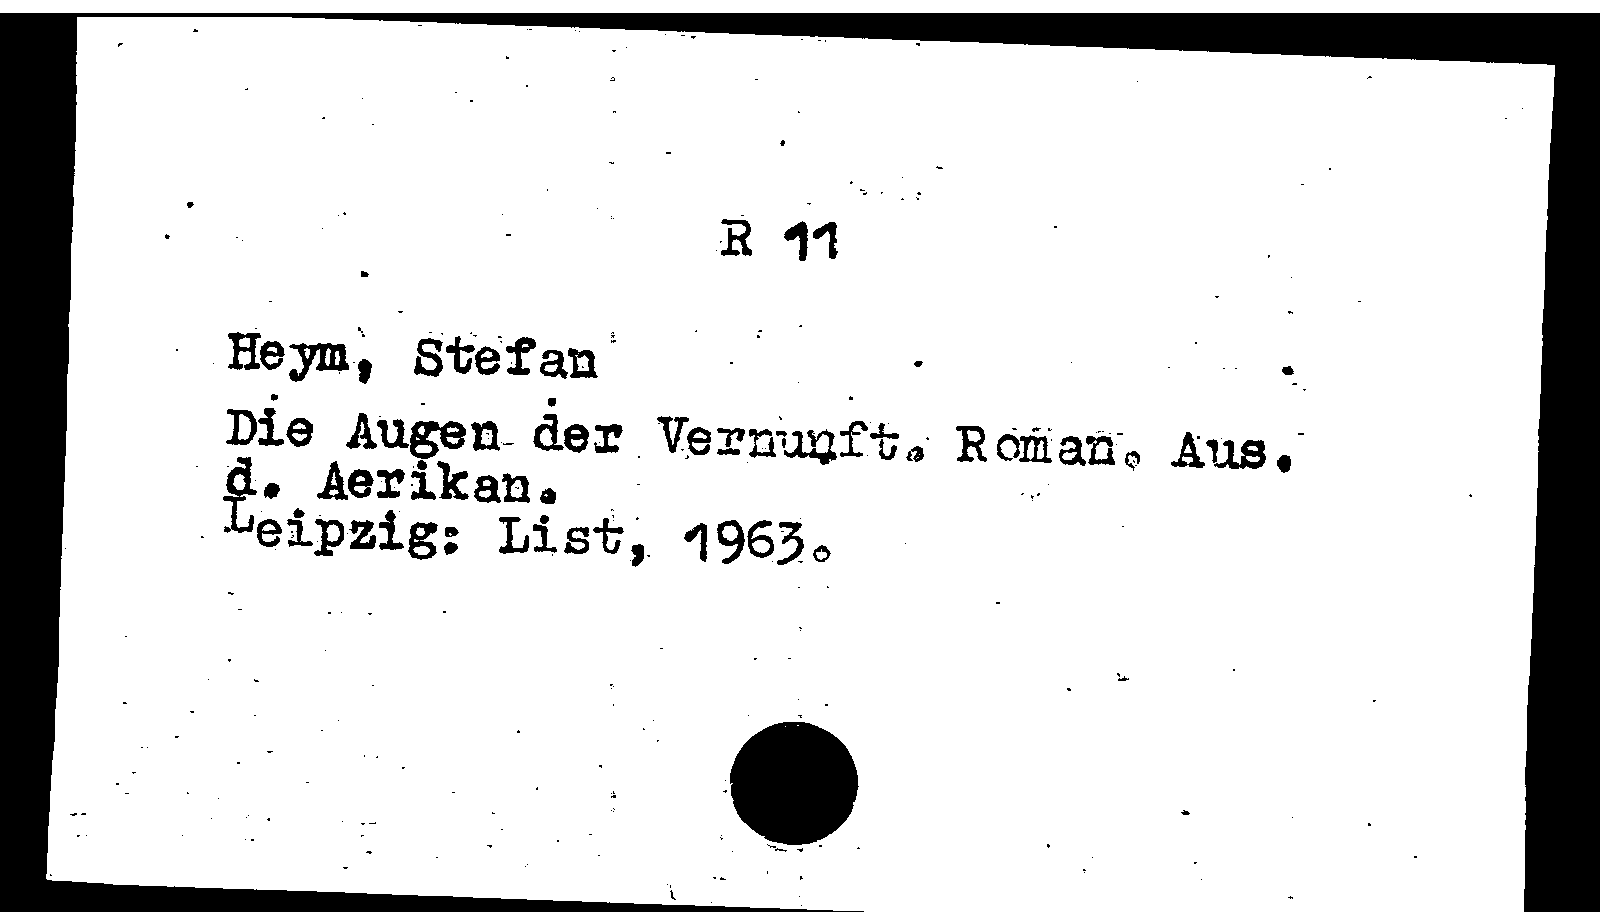 R 11
Heym, Stefan
Die Augen der Vernunft. Roman. Aus.
d. Aerikan.
Leipzig: List, 1963.